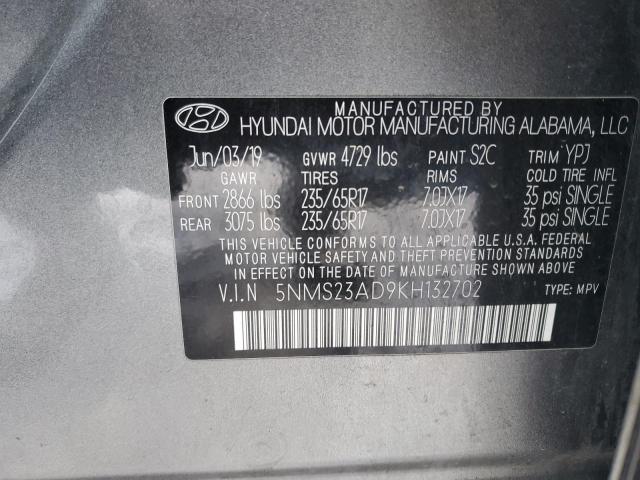 MANUFACTURED BY
HYUNDAI MOTOR MANUFACTURING ALABAMA, LLC
Jun/03/19 GVWR 4729 lbs PAINT S2C TRIM YPJ
GAWR TIRES RIMS COLD TIRE INFL
FRONT 2866 lbs 235/65R17 7.0JX17 35 psi SINGLE
REAR 3075 lbs 235/65R17 7.0JX17 35 psi SINGLE
THIS VEHICLE CONFORMS TO ALL APPLICABLE U.S.A. FEDERAL
MOTOR VEHICLE SAFETY AND THEFT PREVENTION STANDARDS
IN EFFECT ON THE DATE OF MANUFACTURE SHOWN ABOVE.
V.I.N 5NMS23AD9KH132702 TYPE: MPV